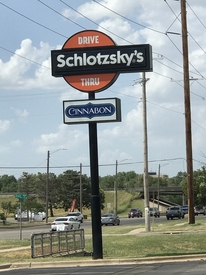 DRIVE
Schlotzsky's
THRU
CINNABON